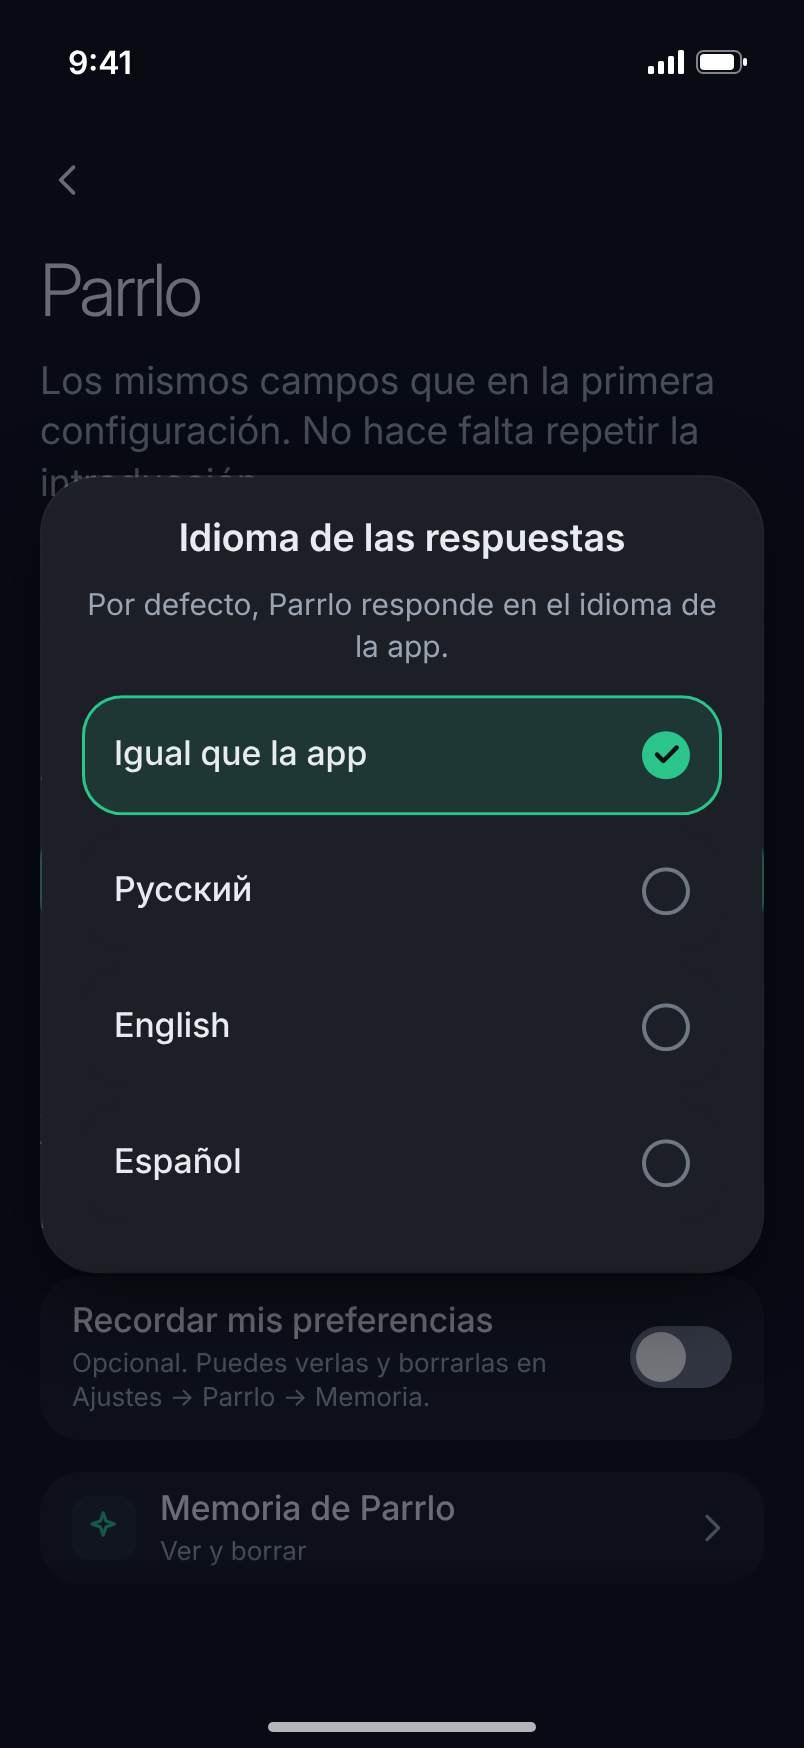 9:41
Parrlo
Los mismos campos que en la primera
configuración. No hace falta repetir la
introducción.
Idioma de las respuestas
Por defecto, Parrlo responde en el idioma de
la app.
Igual que la app
Русский
English
Español
Recordar mis preferencias
Opcional. Puedes verlas y borrarlas en
Ajustes → Parrlo → Memoria.
Memoria de Parrlo
Ver y borrar